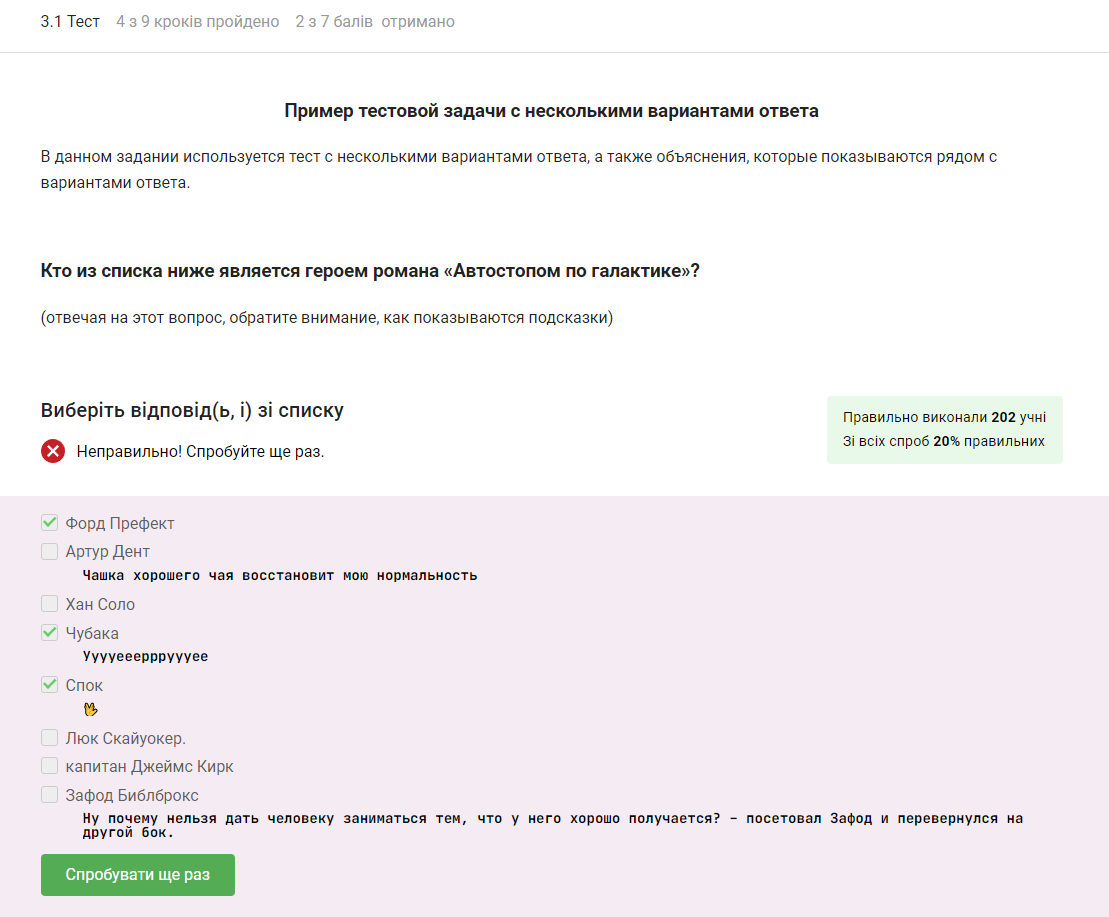 3.1 Тест 4 з 9 кроків пройдено 2 з 7 балів отримано
Пример тестовой задачи с несколькими вариантами ответа
В данном задании используется тест с несколькими вариантами ответа, а также объяснения, которые показываются рядом с
вариантами ответа.
Кто из списка ниже является героем романа «Автостопом по галактике»?
(отвечая на этот вопрос, обратите внимание, как показываются подсказки)
Виберіть відповід(ь, і) зі списку
Неправильно! Спробуйте ще раз.
Правильно виконали 202 учні
Зі всіх спроб 20% правильних
Форд Префект
Артур Дент
Чашка хорошего чая восстановит мою нормальность
Хан Соло
Чубака
Уууууееерррууууее
Спок
Люк Скайуокер.
капитан Джеймс Кирк
Зафод Библброкс
Ну почему нельзя дать человеку заниматься тем, что у него хорошо получается? – посетовал Зафод и перевернулся на
другой бок.
Спробувати ще раз